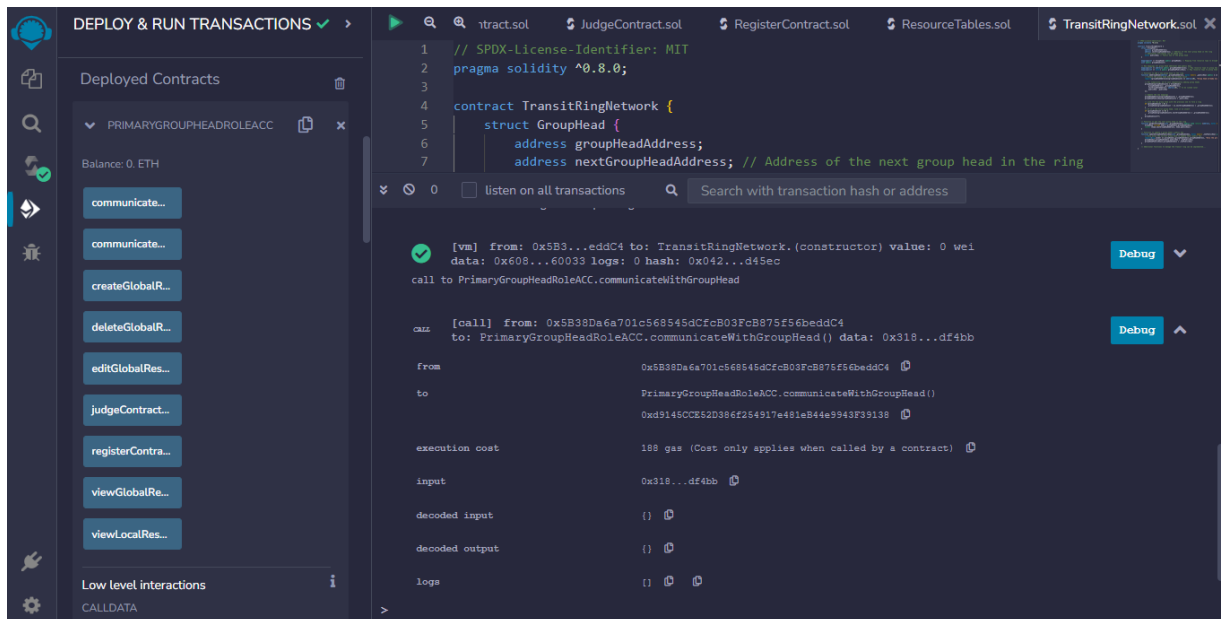 DEPLOY & RUN TRANSACTIONS
Deployed Contracts
PRIMARYGROUPHEADROLEACC
Balance: 0. ETH
communicate...
communicate...
createGlobalR...
deleteGlobalR...
editGlobalRes...
judgeContract...
registerContra...
viewGlobalRe...
viewLocalRes...
Low level interactions
i
CALLDATA
ntract.sol JudgeContract.sol RegisterContract.sol ResourceTables.sol TransitRingNetwork.sol
1 // SPDX-License-Identifier: MIT
2 pragma solidity ^0.8.0;
3
4 contract TransitRingNetwork {
5 struct GroupHead {
6 address groupHeadAddress;
7 address nextGroupHeadAddress; // Address of the next group head in the ring
0 listen on all transactions Search with transaction hash or address
[vm] from: 0x5B3...eddC4 to: TransitRingNetwork.(constructor) value: 0 wei
data: 0x608...60033 logs: 0 hash: 0x042...d45ec
Debug
call to PrimaryGroupHeadRoleACC.communicateWithGroupHead
CALL [call] from: 0x5B38Da6a701c568545dCfcB03FcB875f56beddC4
to: PrimaryGroupHeadRoleACC.communicateWithGroupHead() data: 0x318...df4bb
Debug
from 0x5B38Da6a701c568545dCfcB03FcB875f56beddC4
to PrimaryGroupHeadRoleACC.communicateWithGroupHead()
0xd9145CCE52D386f254917e481eB44e9943F39138
execution cost 188 gas (Cost only applies when called by a contract)
input 0x318...df4bb
decoded input {}
decoded output {}
logs []
>